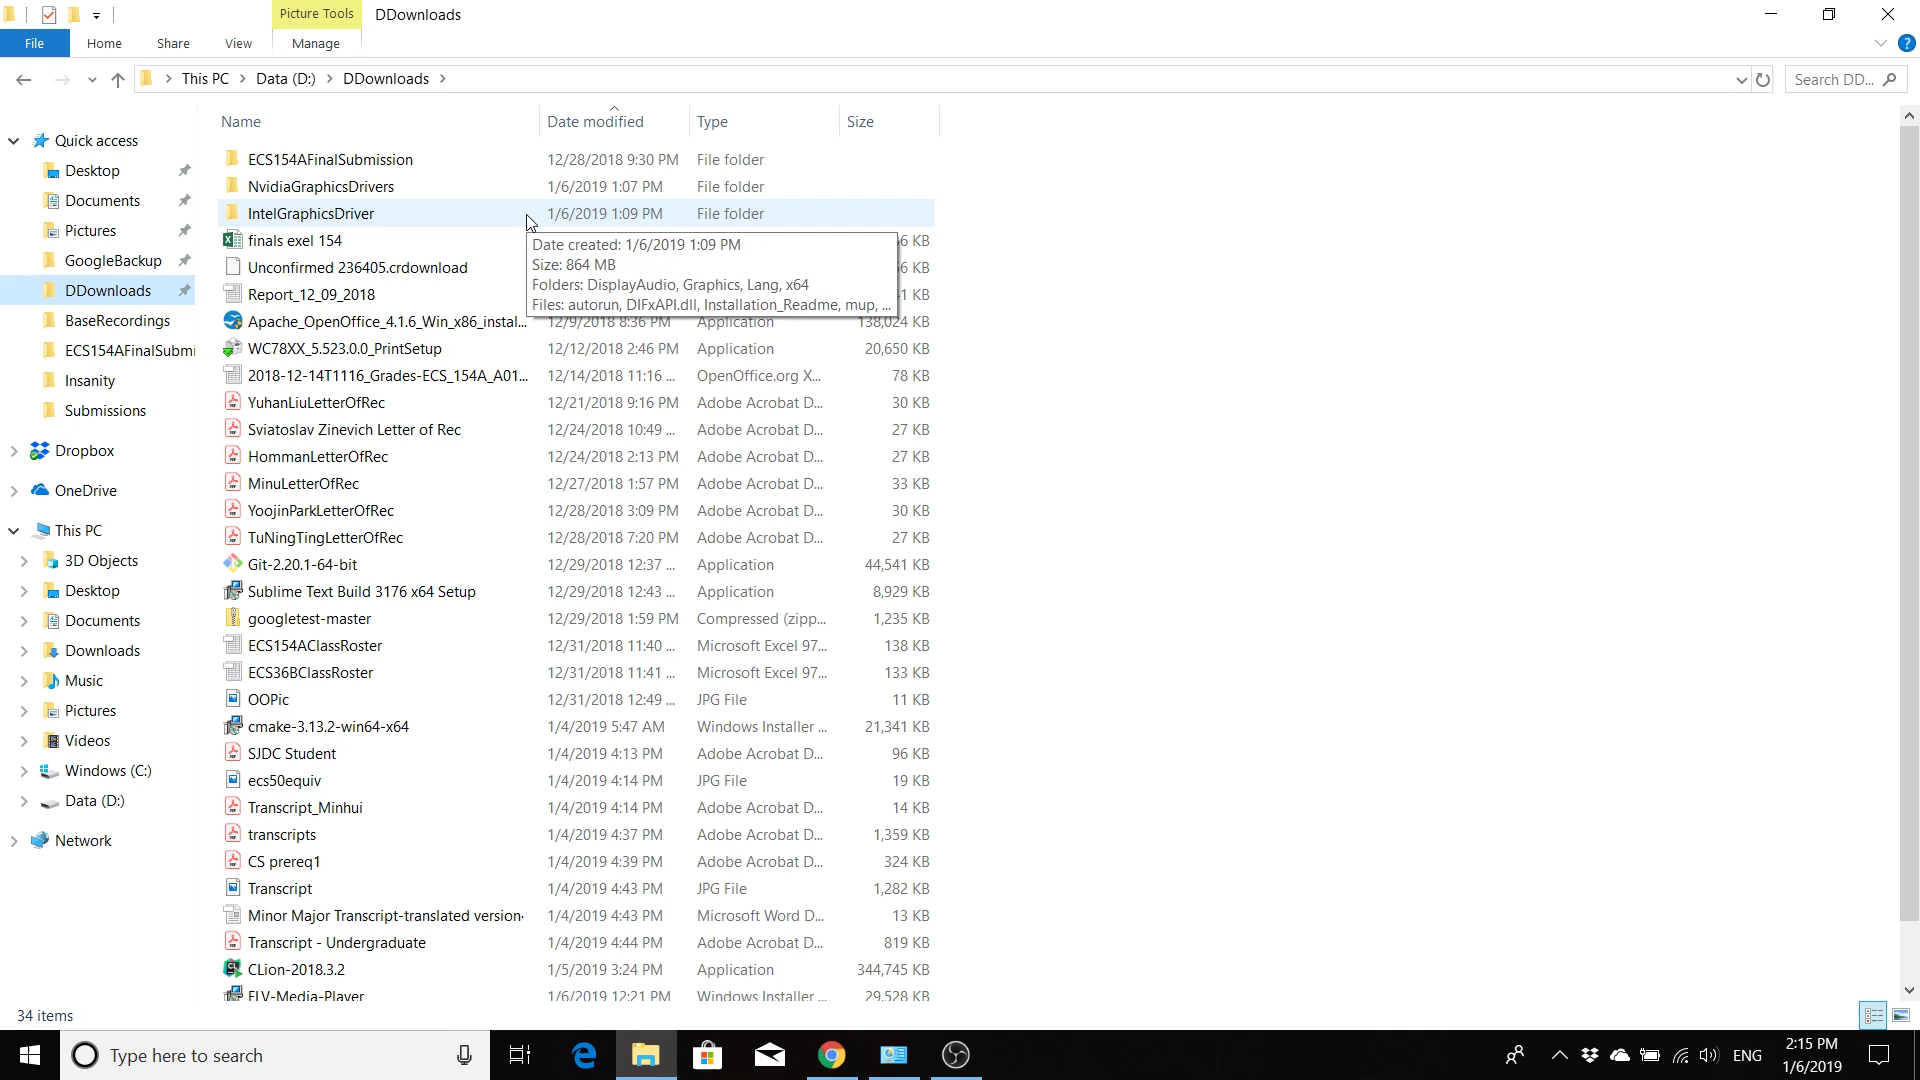 Picture Tools DDownloads
File Home Share View Manage
This PC Data (D:) DDownloads Search DD...
Name Date modified Type Size
Quick access
Desktop
Documents
Pictures
GoogleBackup
DDownloads
BaseRecordings
ECS154AFinalSubmi
Insanity
Submissions
Dropbox
OneDrive
This PC
3D Objects
Desktop
Documents
Downloads
Music
Pictures
Videos
Windows (C:)
Data (D:)
Network
ECS154AFinalSubmission 12/28/2018 9:30 PM File folder
NvidiaGraphicsDrivers 1/6/2019 1:07 PM File folder
IntelGraphicsDriver 1/6/2019 1:09 PM File folder
finals exel 154 6 KB
Date created: 1/6/2019 1:09 PM
Size: 864 MB
Folders: DisplayAudio, Graphics, Lang, x64
Files: autorun, DIFxAPI.dll, Installation_Readme, mup, ...
Unconfirmed 236405.crdownload 6 KB
Report_12_09_2018 1 KB
Apache_OpenOffice_4.1.6_Win_x86_instal... 12/9/2018 8:36 PM Application 138,024 KB
WC78XX_5.523.0.0_PrintSetup 12/12/2018 2:46 PM Application 20,650 KB
2018-12-14T1116_Grades-ECS_154A_A01... 12/14/2018 11:16 ... OpenOffice.org X... 78 KB
YuhanLiuLetterOfRec 12/21/2018 9:16 PM Adobe Acrobat D... 30 KB
Sviatoslav Zinevich Letter of Rec 12/24/2018 10:49 ... Adobe Acrobat D... 27 KB
HommanLetterOfRec 12/24/2018 2:13 PM Adobe Acrobat D... 27 KB
MinuLetterOfRec 12/27/2018 1:57 PM Adobe Acrobat D... 33 KB
YoojinParkLetterOfRec 12/28/2018 3:09 PM Adobe Acrobat D... 30 KB
TuNingTingLetterOfRec 12/28/2018 7:20 PM Adobe Acrobat D... 27 KB
Git-2.20.1-64-bit 12/29/2018 12:37 ... Application 44,541 KB
Sublime Text Build 3176 x64 Setup 12/29/2018 12:43 ... Application 8,929 KB
googletest-master 12/29/2018 1:59 PM Compressed (zipp... 1,235 KB
ECS154AClassRoster 12/31/2018 11:40 ... Microsoft Excel 97... 138 KB
ECS36BClassRoster 12/31/2018 11:41 ... Microsoft Excel 97... 133 KB
OOPic 12/31/2018 12:49 ... JPG File 11 KB
cmake-3.13.2-win64-x64 1/4/2019 5:47 AM Windows Installer ... 21,341 KB
SJDC Student 1/4/2019 4:13 PM Adobe Acrobat D... 96 KB
ecs50equiv 1/4/2019 4:14 PM JPG File 19 KB
Transcript_Minhui 1/4/2019 4:14 PM Adobe Acrobat D... 14 KB
transcripts 1/4/2019 4:37 PM Adobe Acrobat D... 1,359 KB
CS prereq1 1/4/2019 4:39 PM Adobe Acrobat D... 324 KB
Transcript 1/4/2019 4:43 PM JPG File 1,282 KB
Minor Major Transcript-translated version- 1/4/2019 4:43 PM Microsoft Word D... 13 KB
Transcript - Undergraduate 1/4/2019 4:44 PM Adobe Acrobat D... 819 KB
CLion-2018.3.2 1/5/2019 3:24 PM Application 344,745 KB
FLV-Media-Player 1/6/2019 12:21 PM Windows Installer ... 29,528 KB
34 items
Type here to search ENG 2:15 PM
1/6/2019